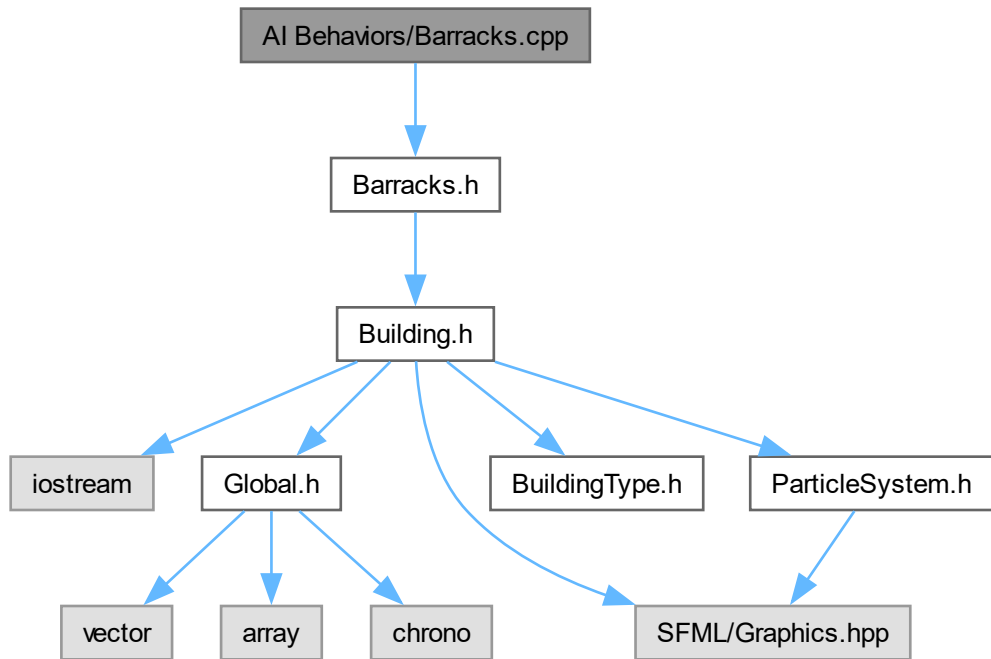 AI Behaviors/Barracks.cpp
Barracks.h
Building.h
iostream
Global.h
BuildingType.h
ParticleSystem.h
vector
array
chrono
SFML/Graphics.hpp